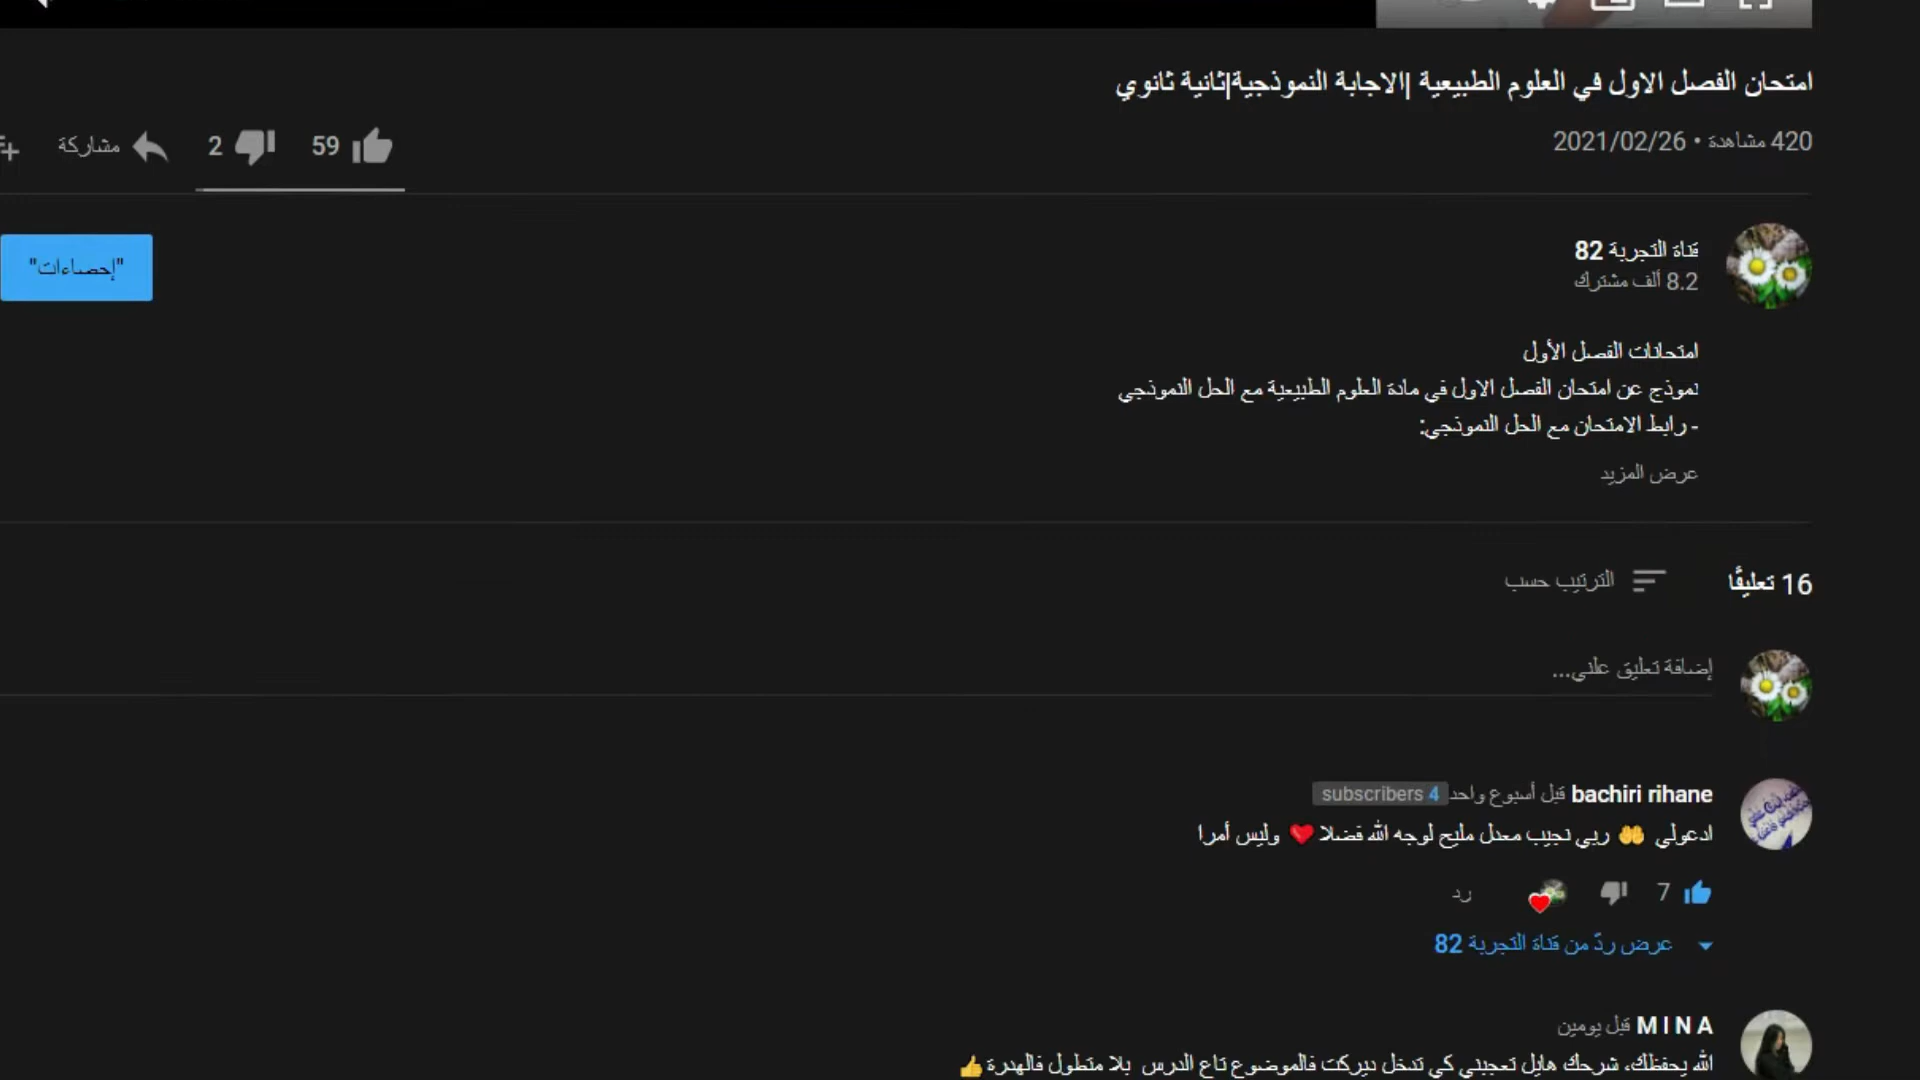 امتحان الفصل الاول في العلوم الطبيعية |الاجابة النموذجية|ثانية ثانوي
420 مشاهدة • 2021/02/26
59
2
مشاركة
قناة التجربة 82
8.2 ألف مشترك
"إحصاءات"
امتحانات الفصل الأول
نموذج عن امتحان الفصل الاول في مادة العلوم الطبيعية مع الحل النموذجي
- رابط الامتحان مع الحل النموذجي:
عرض المزيد
16 تعليقًا
الترتيب حسب
إضافة تعليق علني...
bachiri rihane قبل أسبوع واحد 4 subscribers
ادعولي 🤲 ربي نجيب معدل مليح لوجه الله فضلا ❤️ وليس أمرا
7
رد
عرض ردّ من قناة التجربة 82
M I N A قبل يومين
الله يحفظك، شرحك هايل تعجبني كي تدخل ديركت فالموضوع تاع الدرس بلا متطول فالهدرة 👍